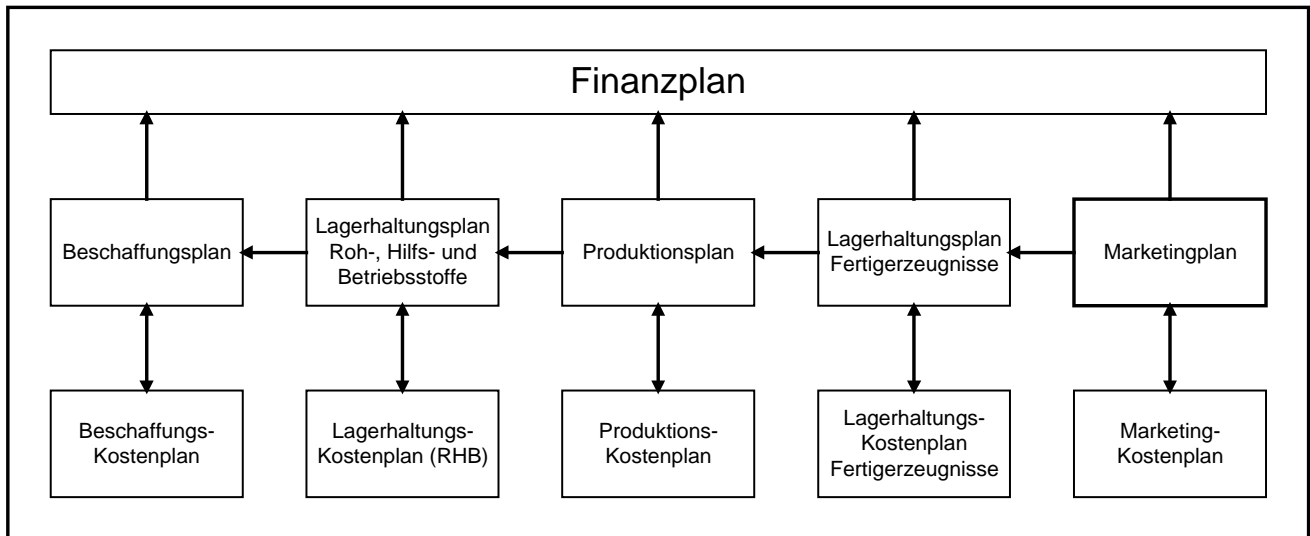 Finanzplan
Beschaffungsplan
Lagerhaltungsplan
Roh-, Hilfs- und
Betriebsstoffe
Produktionsplan
Lagerhaltungsplan
Fertigerzeugnisse
Marketingplan
Beschaffungs-
Kostenplan
Lagerhaltungs-
Kostenplan (RHB)
Produktions-
Kostenplan
Lagerhaltungs-
Kostenplan
Fertigerzeugnisse
Marketing-
Kostenplan